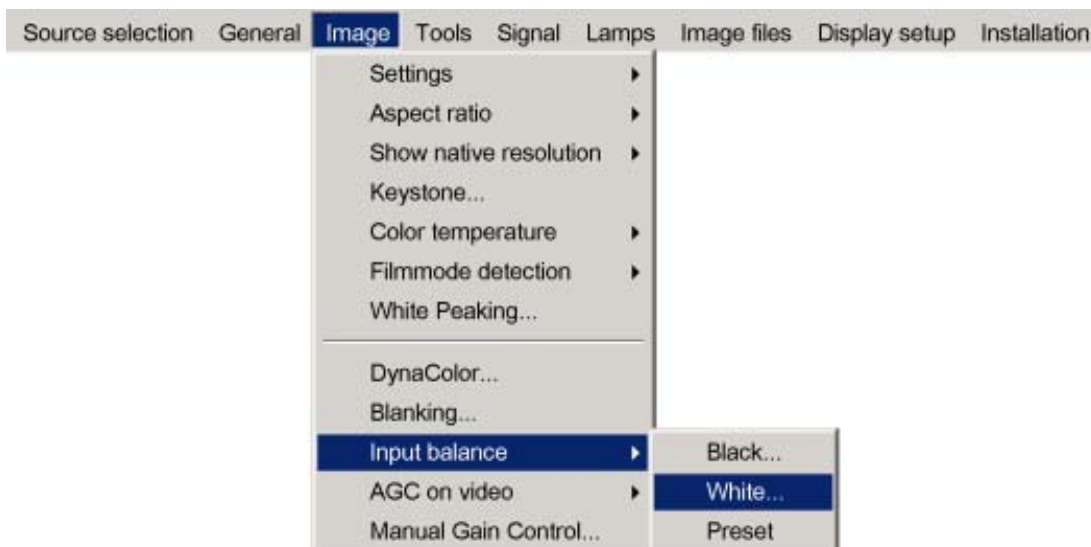 Source selection General Image Tools Signal Lamps Image files Display setup Installation
Settings
Aspect ratio
Show native resolution
Keystone...
Color temperature
Filmmode detection
White Peaking...
DynaColor...
Blanking...
Input balance
Black...
AGC on video
White...
Manual Gain Control...
Preset